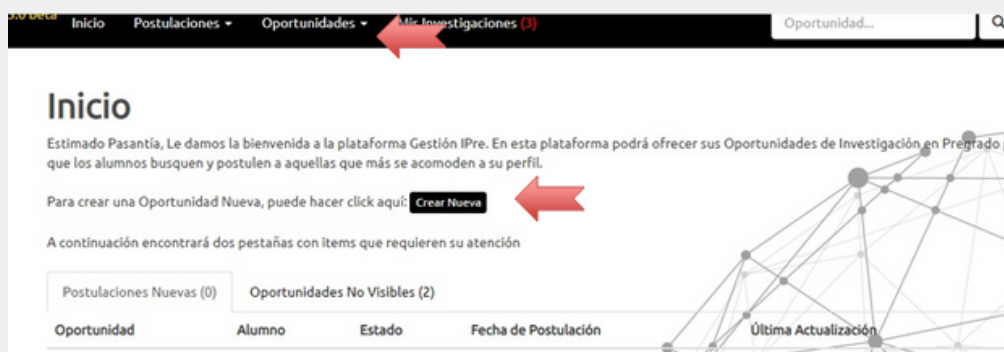 5.0 beta Inicio Postulaciones Oportunidades Mis Investigaciones (3) Oportunidad...
Inicio
Estimado Pasantía, Le damos la bienvenida a la plataforma Gestión IPre. En esta plataforma podrá ofrecer sus Oportunidades de Investigación en Pregrado
que los alumnos busquen y postulen a aquellas que más se acomoden a su perfil.
Para crear una Oportunidad Nueva, puede hacer click aquí: Crear Nueva
A continuación encontrará dos pestañas con items que requieren su atención
Postulaciones Nuevas (0) Oportunidades No Visibles (2)
Oportunidad Alumno Estado Fecha de Postulación Última Actualización